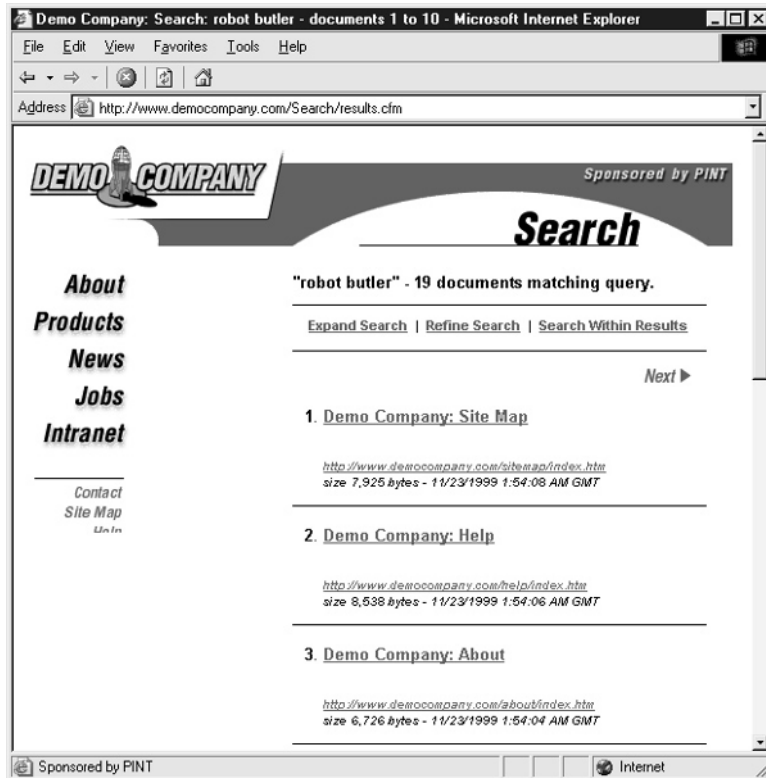 Demo Company: Search: robot butler - documents 1 to 10 - Microsoft Internet Explorer
File Edit View Favorites Tools Help
Address http://www.democompany.com/Search/results.cfm
DEMO COMPANY
Sponsored by PINT
Search
About
Products
News
Jobs
Intranet
Contact
Site Map
Help
"robot butler" - 19 documents matching query.
Expand Search | Refine Search | Search Within Results
Next
1. Demo Company: Site Map
http://www.democompany.com/sitemap/index.htm
size 7,925 bytes - 11/23/1999 1:54:08 AM GMT
2. Demo Company: Help
http://www.democompany.com/help/index.htm
size 8,538 bytes - 11/23/1999 1:54:06 AM GMT
3. Demo Company: About
http://www.democompany.com/about/index.htm
size 6,726 bytes - 11/23/1999 1:54:04 AM GMT
Sponsored by PINT
Internet